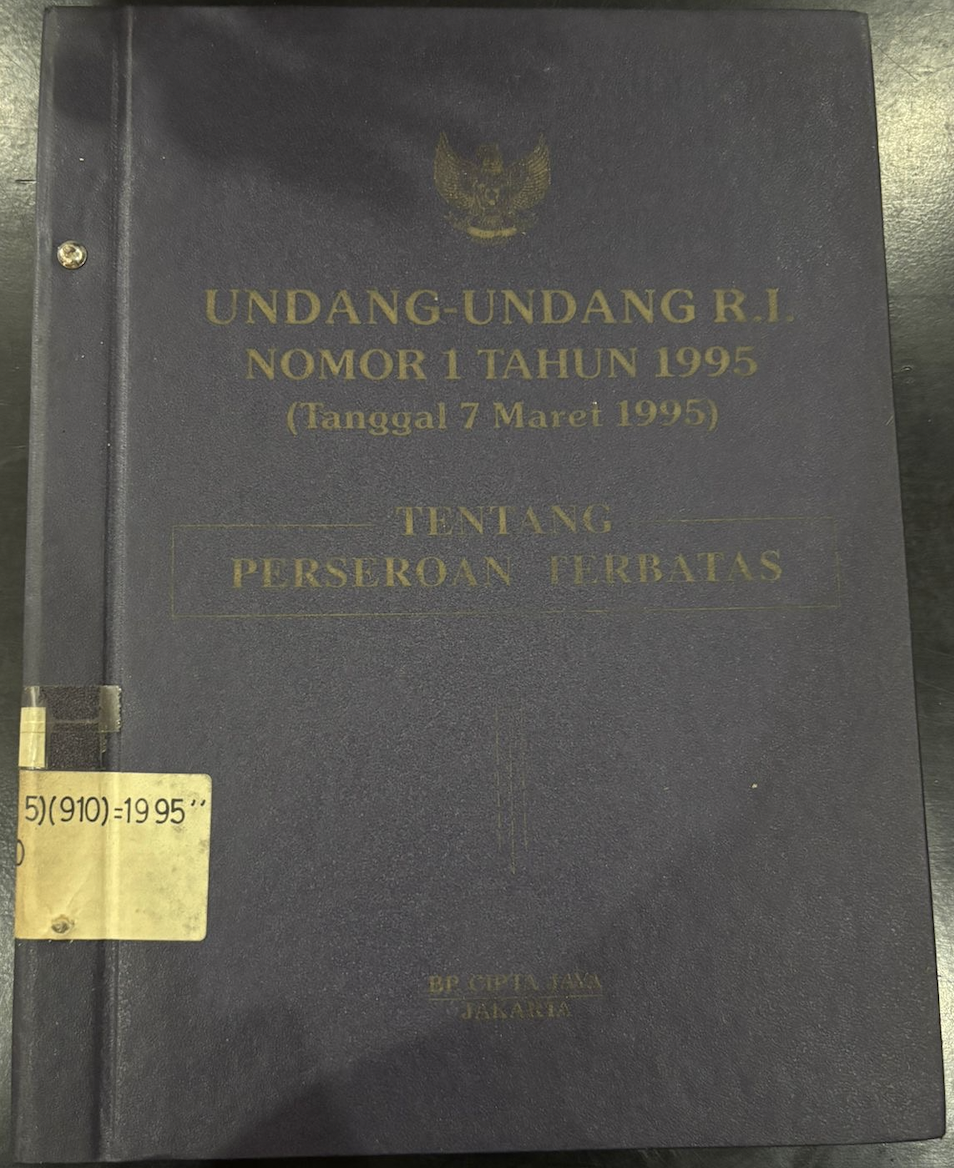 UNDANG-UNDANG R.I.
NOMOR 1 TAHUN 1995
(Tanggal 7 Maret 1995)
TENTANG
PERSEROAN TERBATAS
5)(910)=1995’’
BP. CIPTA JAYA
JAKARTA